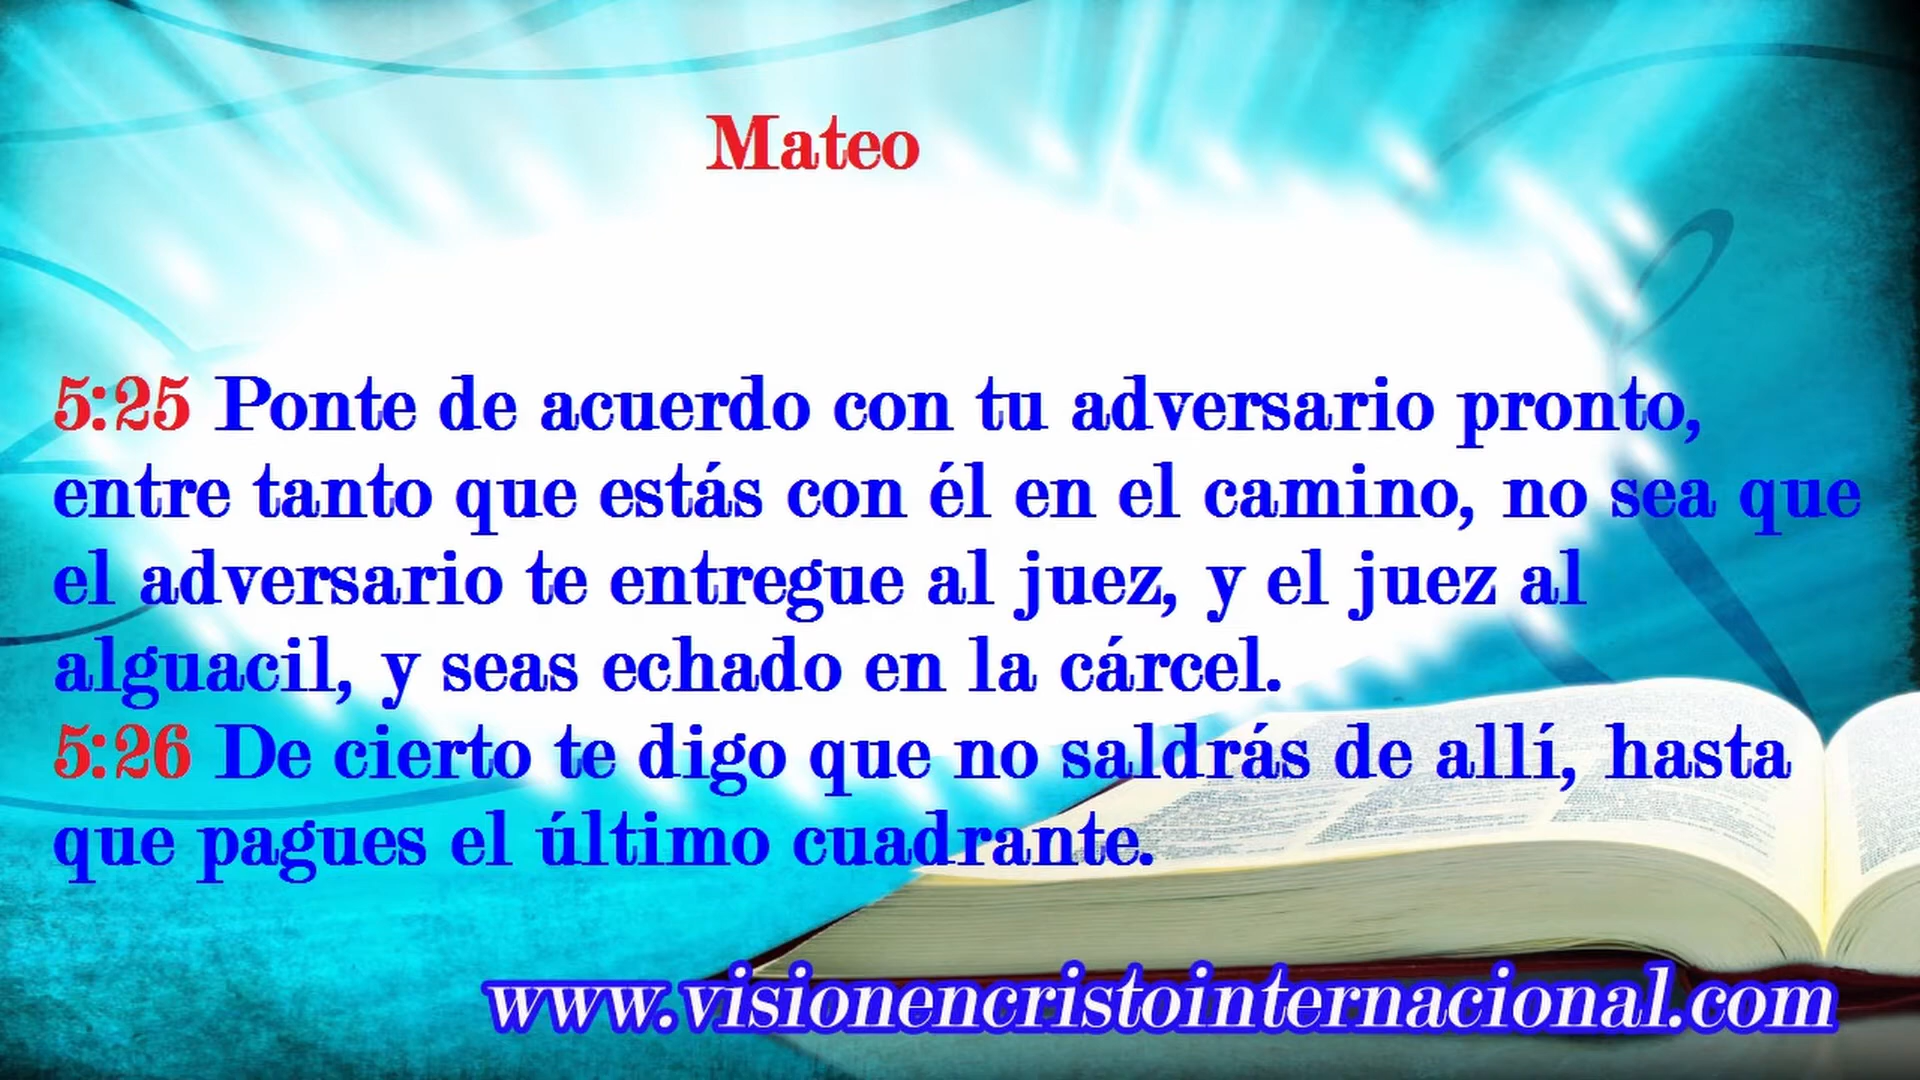 Mateo
5:25 Ponte de acuerdo con tu adversario pronto,
entre tanto que estás con él en el camino, no sea que
el adversario te entregue al juez, y el juez al
alguacil, y seas echado en la cárcel.
5:26 De cierto te digo que no saldrás de allí, hasta
que pagues el último cuadrante.
www.visionencristointernacional.com